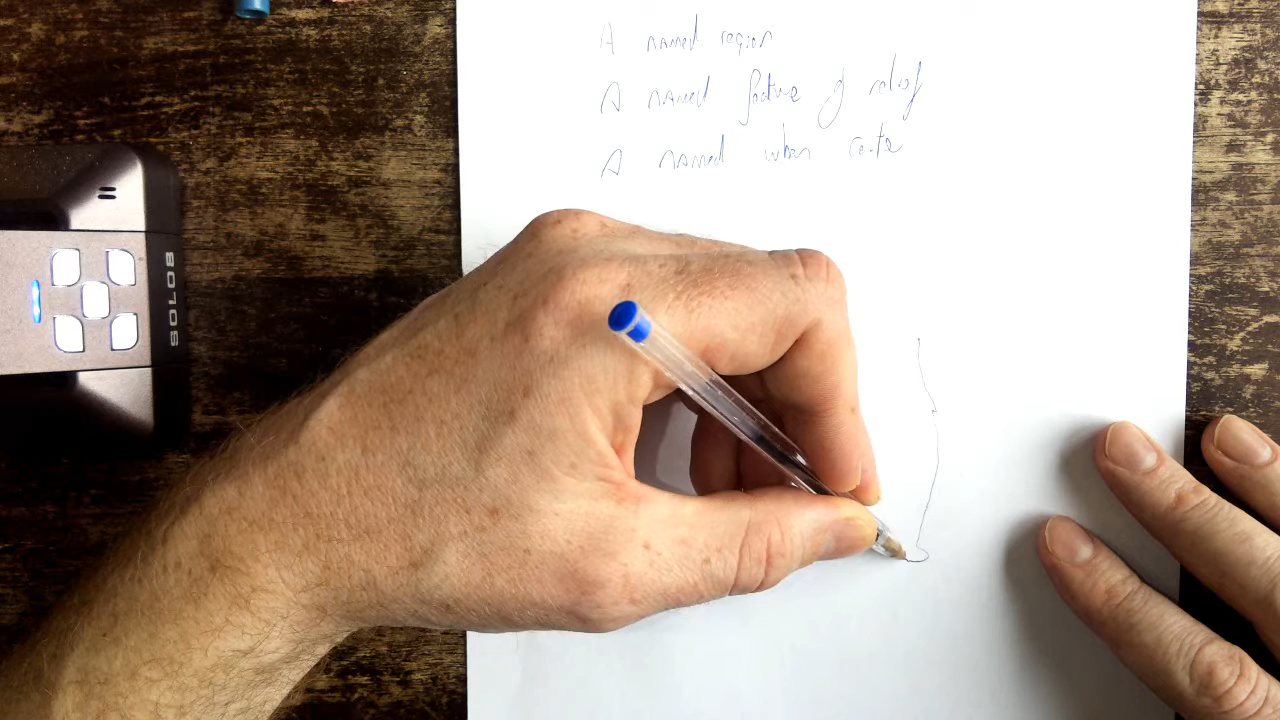 A named region
A named feature of relief
A named urban centre
SOLO8